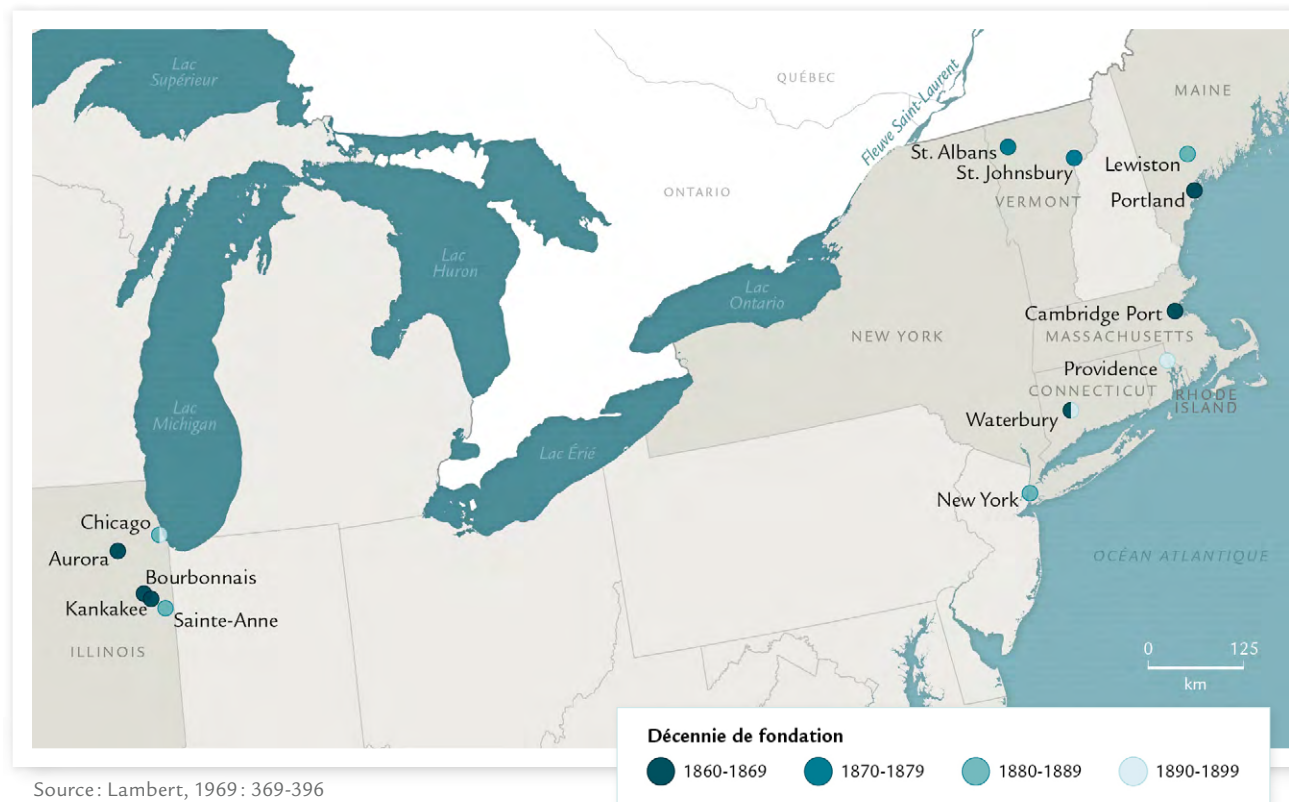 Lac
Supérieur
QUÉBEC
Fleuve Saint-Laurent
MAINE
ONTARIO
St. Albans
St. Johnsbury
VERMONT
Lewiston
Portland
Lac
Huron
Lac
Ontario
NEW YORK
Cambridge Port
MASSACHUSETTS
Providence
CONNECTICUT
RHODE
ISLAND
Waterbury
Lac
Michigan
Lac Érié
New York
OCÉAN ATLANTIQUE
Chicago
Aurora
Bourbonnais
Kankakee
Sainte-Anne
ILLINOIS
0 125
km
Décennie de fondation
1860-1869 1870-1879 1880-1889 1890-1899
Source : Lambert, 1969 : 369-396